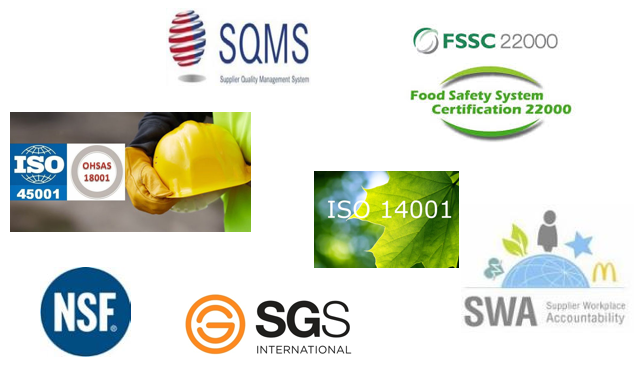 SQMS
Supplier Quality Management System
FSSC 22000
Food Safety System
Certification 22000
ISO
45001
OHSAS
18001
ISO 14001
SWA
Supplier Workplace
Accountability
NSF®
SGS
INTERNATIONAL